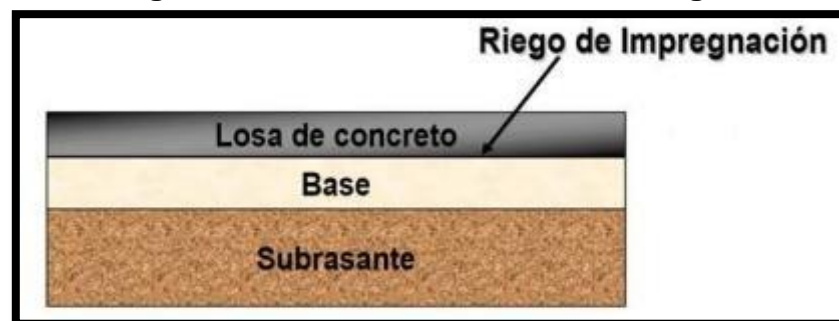 Riego de Impregnación
Losa de concreto
Base
Subrasante